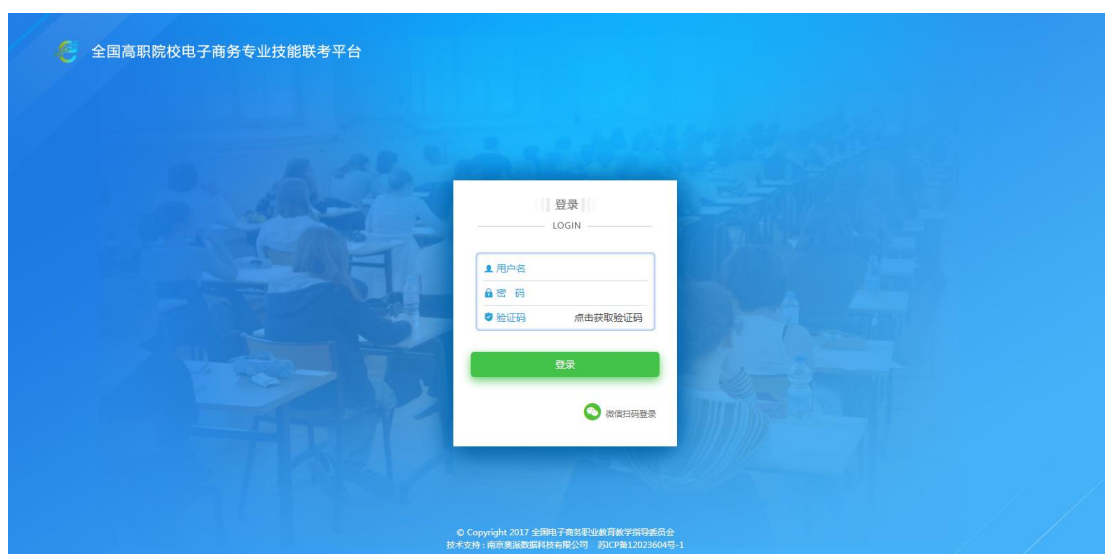 全国高职院校电子商务专业技能联考平台
登录
LOGIN
用户名
密 码
验证码 点击获取验证码
登录
微信扫码登录
© Copyright 2017 全国电子商务职业教育教学指导委员会
技术支持：南京奥派数据科技有限公司 苏ICP备12023604号-1